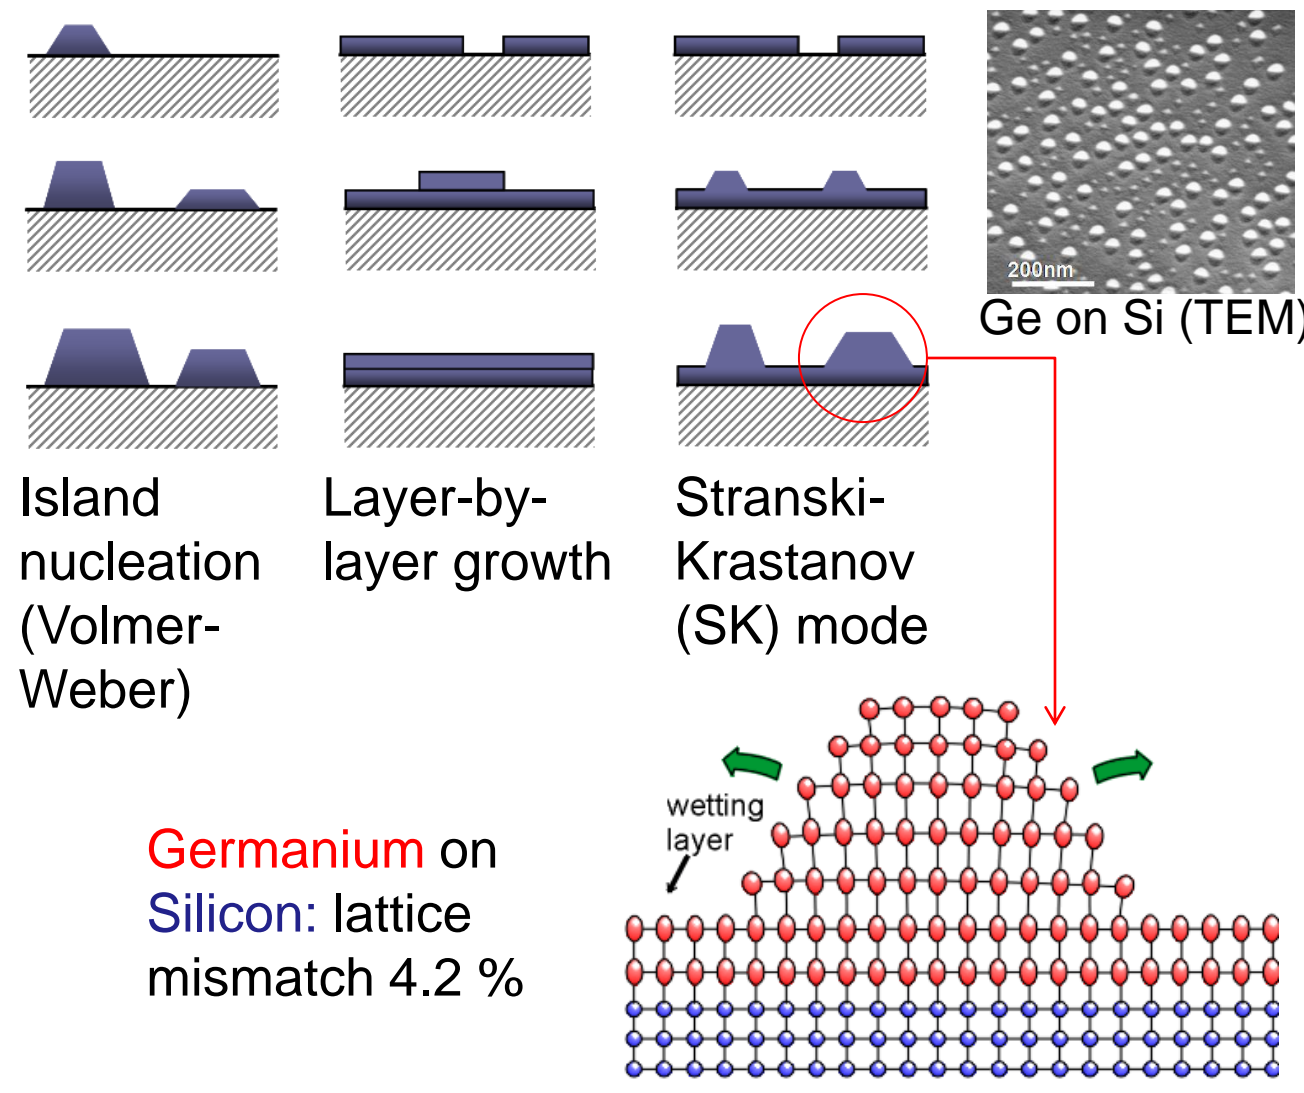 200nm
Ge on Si (TEM)
Island
nucleation
(Volmer-
Weber)
Layer-by-
layer growth
Stranski-
Krastanov
(SK) mode
wetting
layer
Germanium on
Silicon: lattice
mismatch 4.2 %